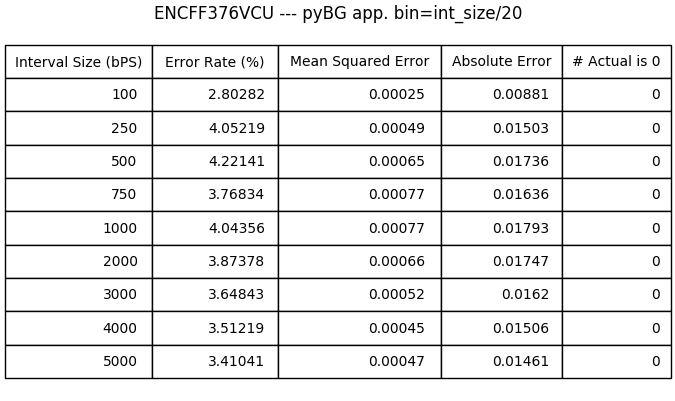 ENCFF376VCU --- pyBG app. bin=int_size/20
Interval Size (bPS) Error Rate (%) Mean Squared Error Absolute Error # Actual is 0
100 2.80282 0.00025 0.00881 0
250 4.05219 0.00049 0.01503 0
500 4.22141 0.00065 0.01736 0
750 3.76834 0.00077 0.01636 0
1000 4.04356 0.00077 0.01793 0
2000 3.87378 0.00066 0.01747 0
3000 3.64843 0.00052 0.0162 0
4000 3.51219 0.00045 0.01506 0
5000 3.41041 0.00047 0.01461 0